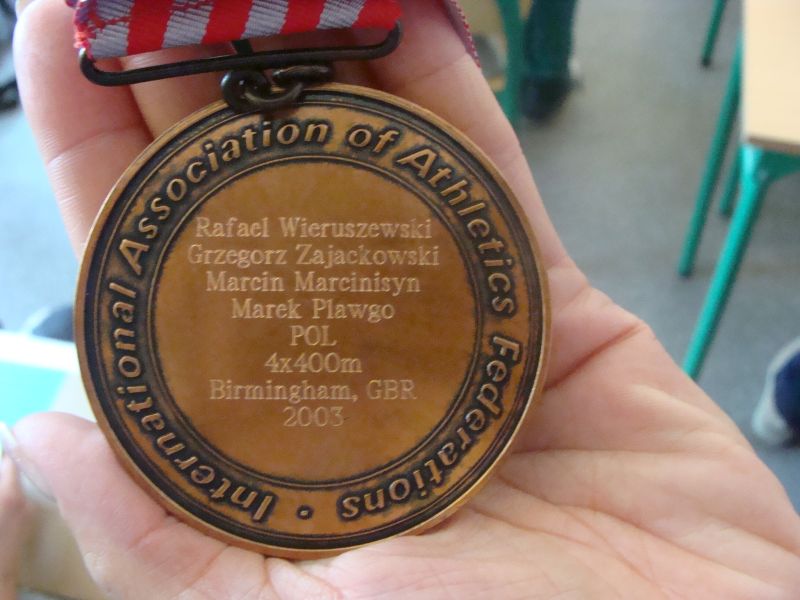 International Association of Athletics Federations •
Rafael Wieruszewski
Grzegorz Zajackowski
Marcin Marcinisyn
Marek Plawgo
POL
4x400m
Birmingham, GBR
2003